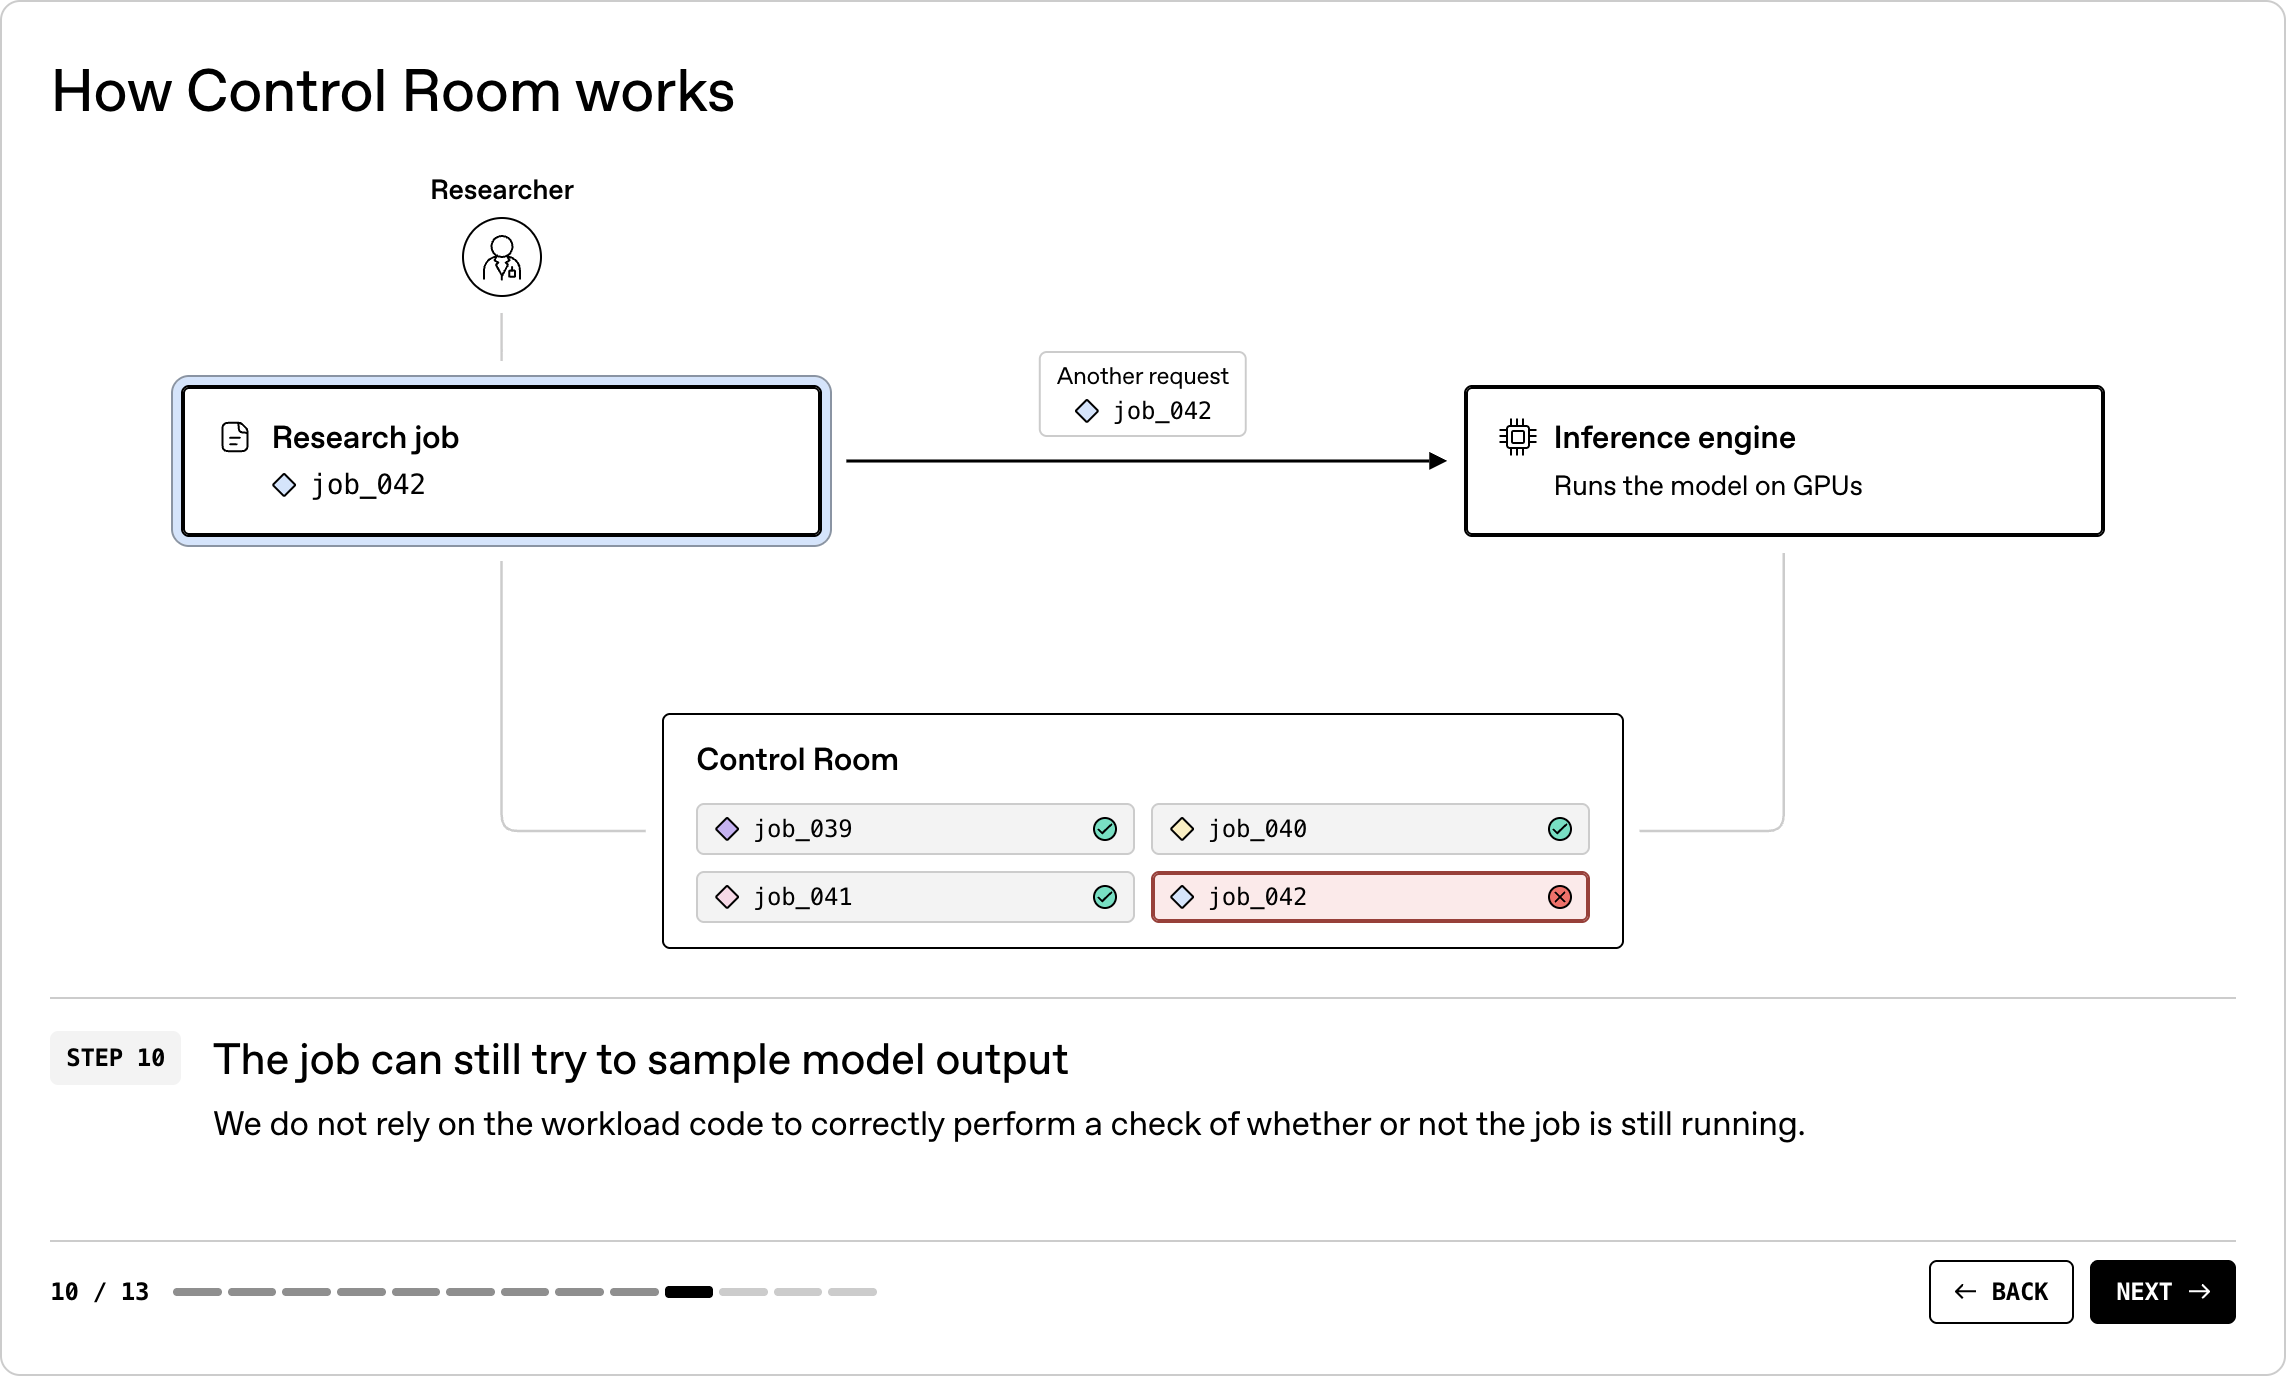 How Control Room works
Researcher
Research job
job_042
Another request
job_042
Inference engine
Runs the model on GPUs
Control Room
job_039
job_040
job_041
job_042
STEP 10
The job can still try to sample model output
We do not rely on the workload code to correctly perform a check of whether or not the job is still running.
10 / 13
← BACK
NEXT →